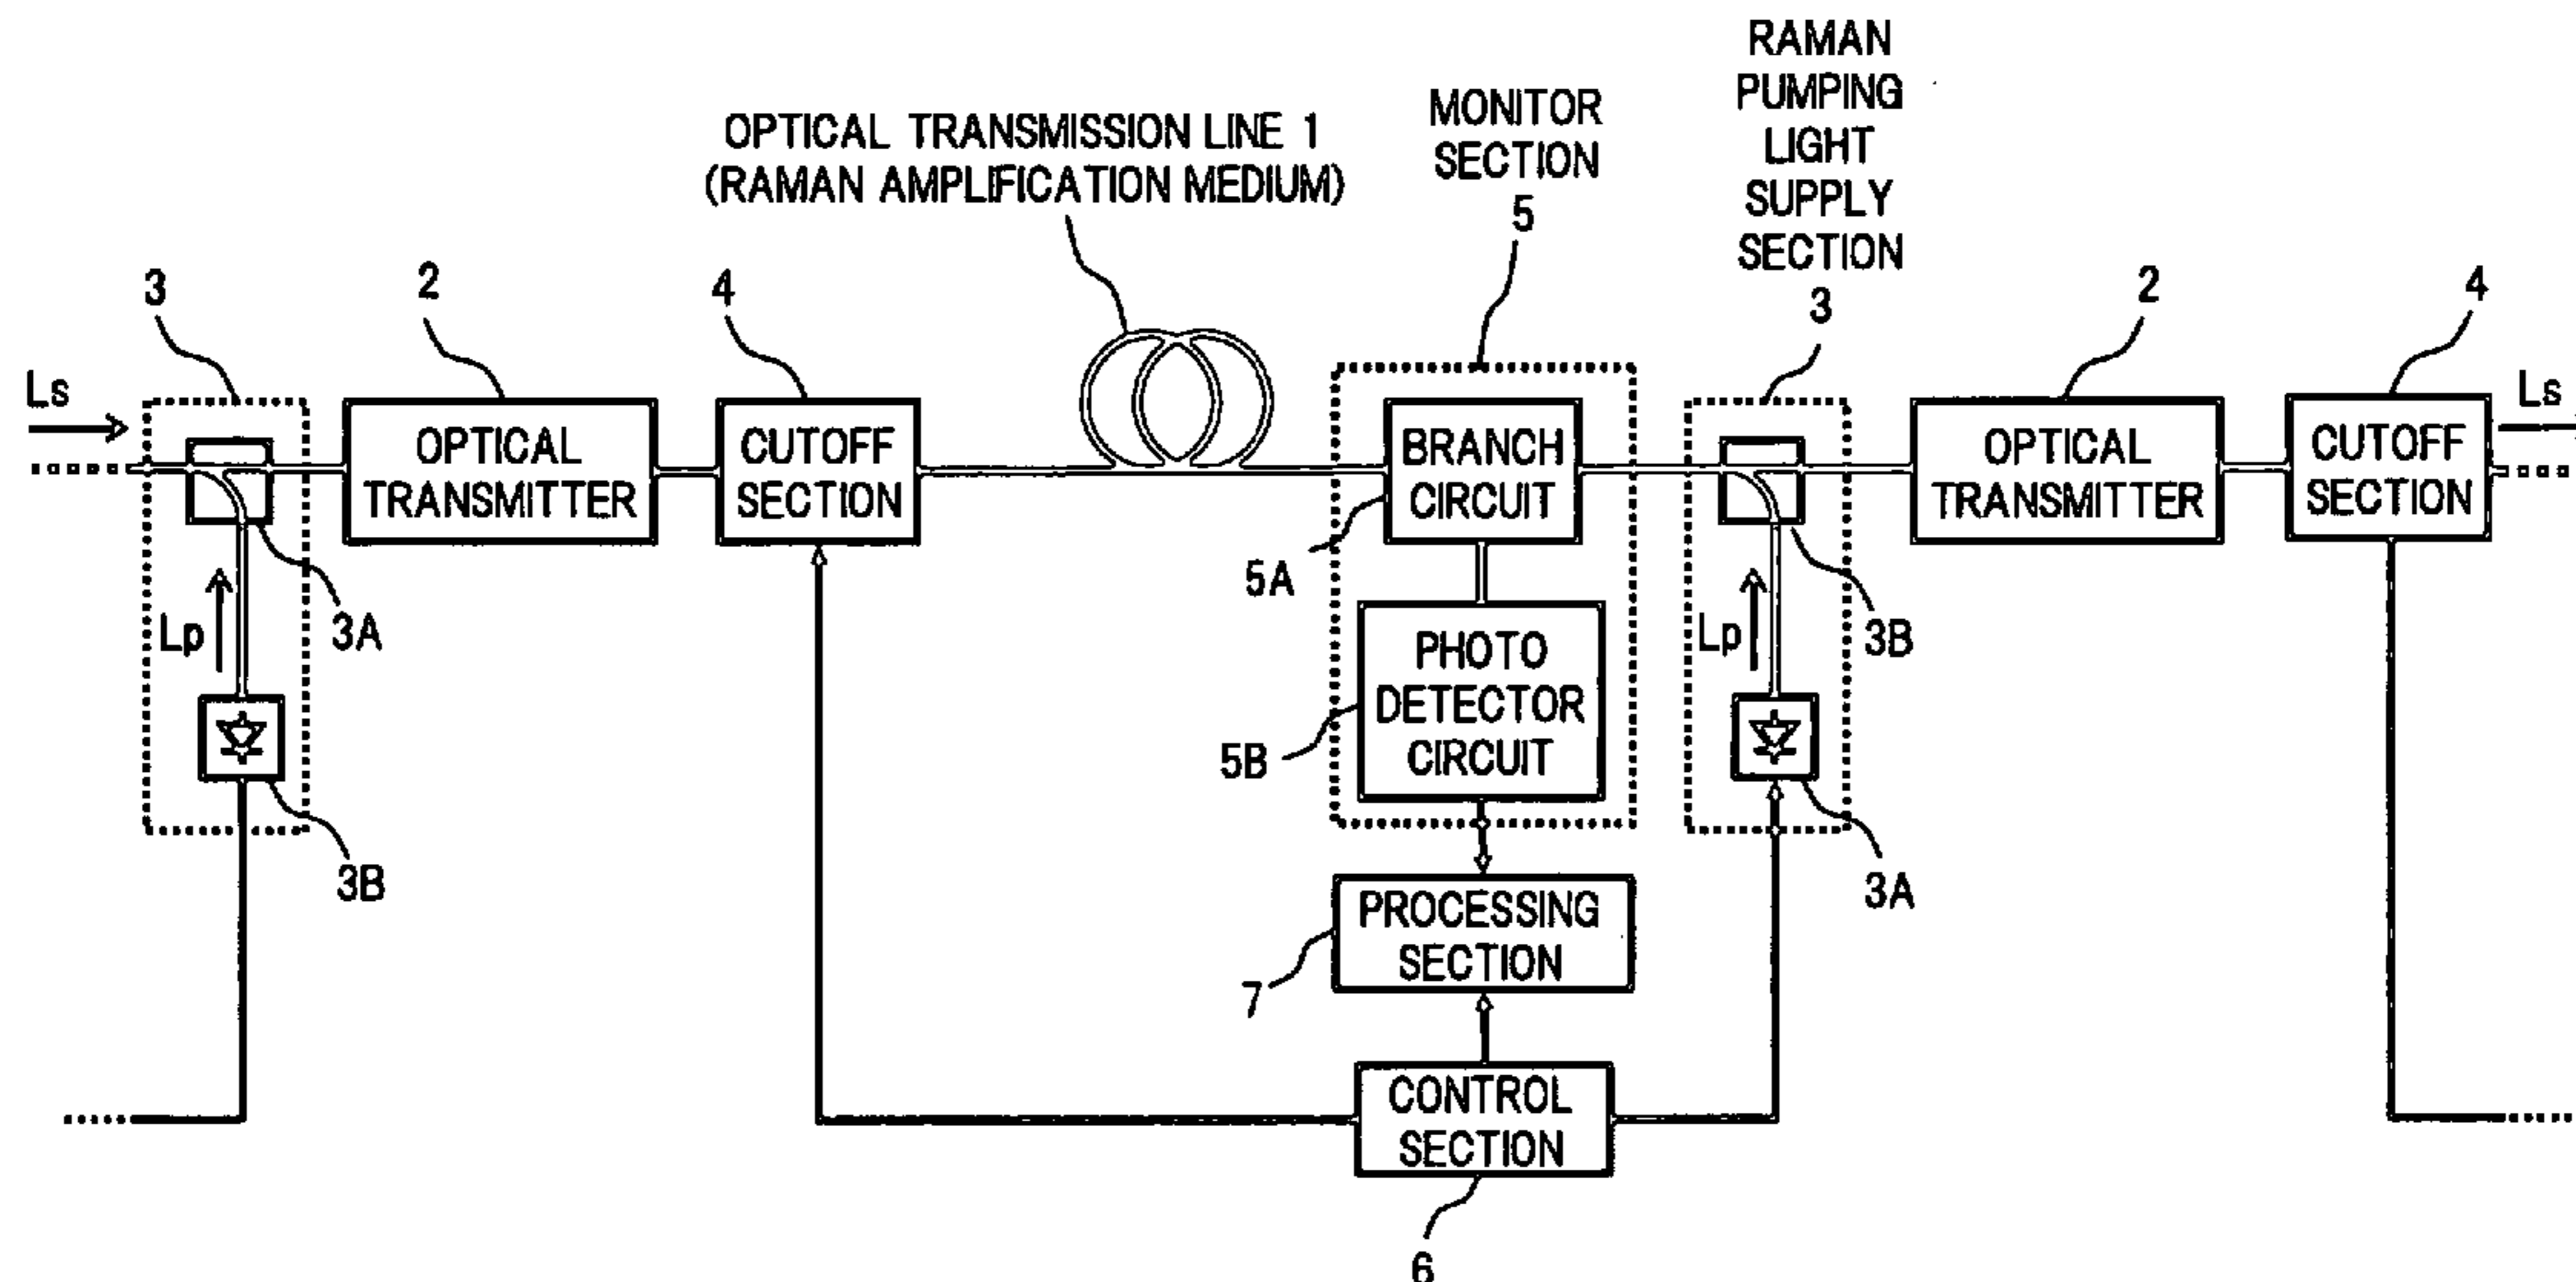 RAMAN
PUMPING
LIGHT
SUPPLY
SECTION
3
MONITOR
SECTION
5
OPTICAL TRANSMISSION LINE 1
(RAMAN AMPLIFICATION MEDIUM)
3
2
4
2
4
Ls
OPTICAL
TRANSMITTER
CUTOFF
SECTION
BRANCH
CIRCUIT
5A
OPTICAL
TRANSMITTER
CUTOFF
SECTION
Ls
Lp
3A
3B
PHOTO
DETECTOR
CIRCUIT
5B
Lp
3B
3A
PROCESSING
SECTION
7
CONTROL
SECTION
6